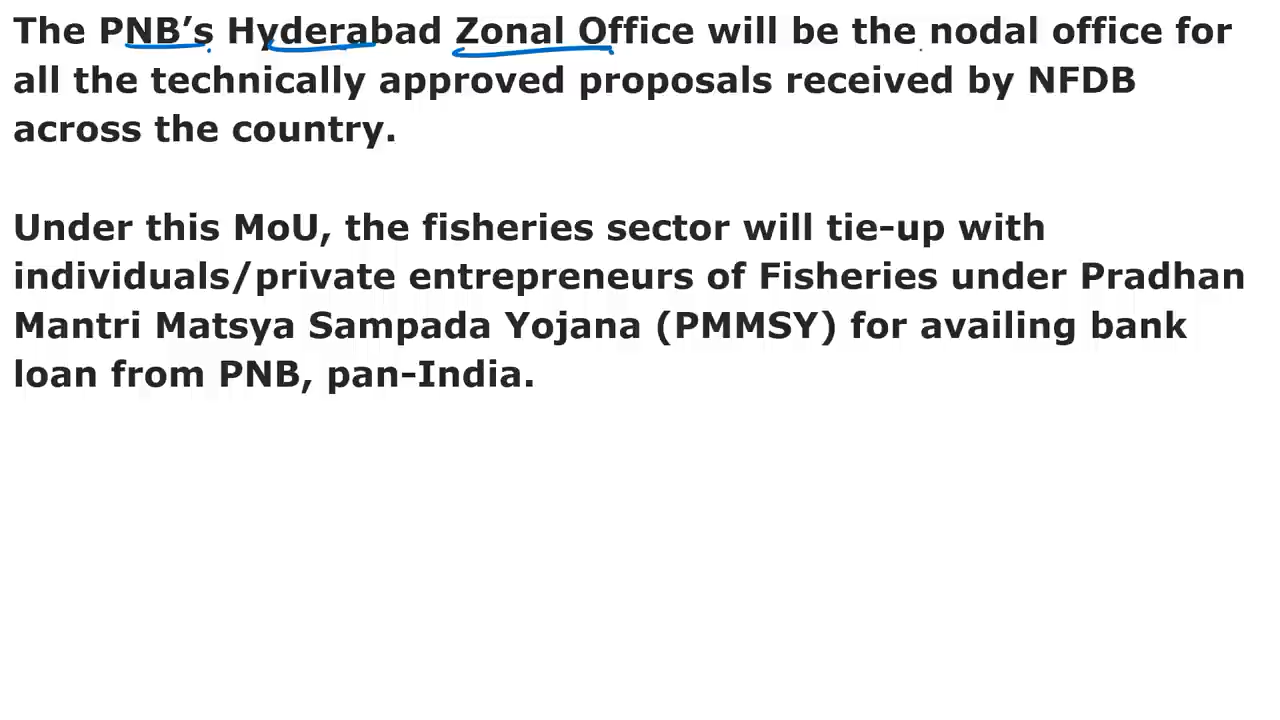 The PNB’s Hyderabad Zonal Office will be the nodal office for
all the technically approved proposals received by NFDB
across the country.
Under this MoU, the fisheries sector will tie-up with
individuals/private entrepreneurs of Fisheries under Pradhan
Mantri Matsya Sampada Yojana (PMMSY) for availing bank
loan from PNB, pan-India.